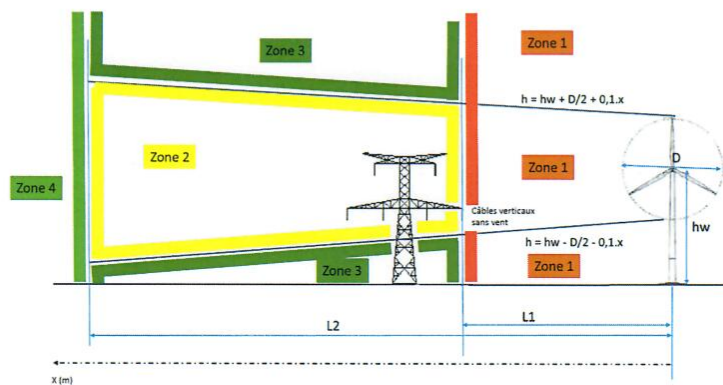 Zone 1
Zone 3
h = hw + D/2 + 0,1.x
Zone 2
Zone 1
D
Zone 4
Câbles verticaux
sans vent
hw
h = hw - D/2 - 0,1.x
Zone 3
Zone 1
L1
L2
X (m)